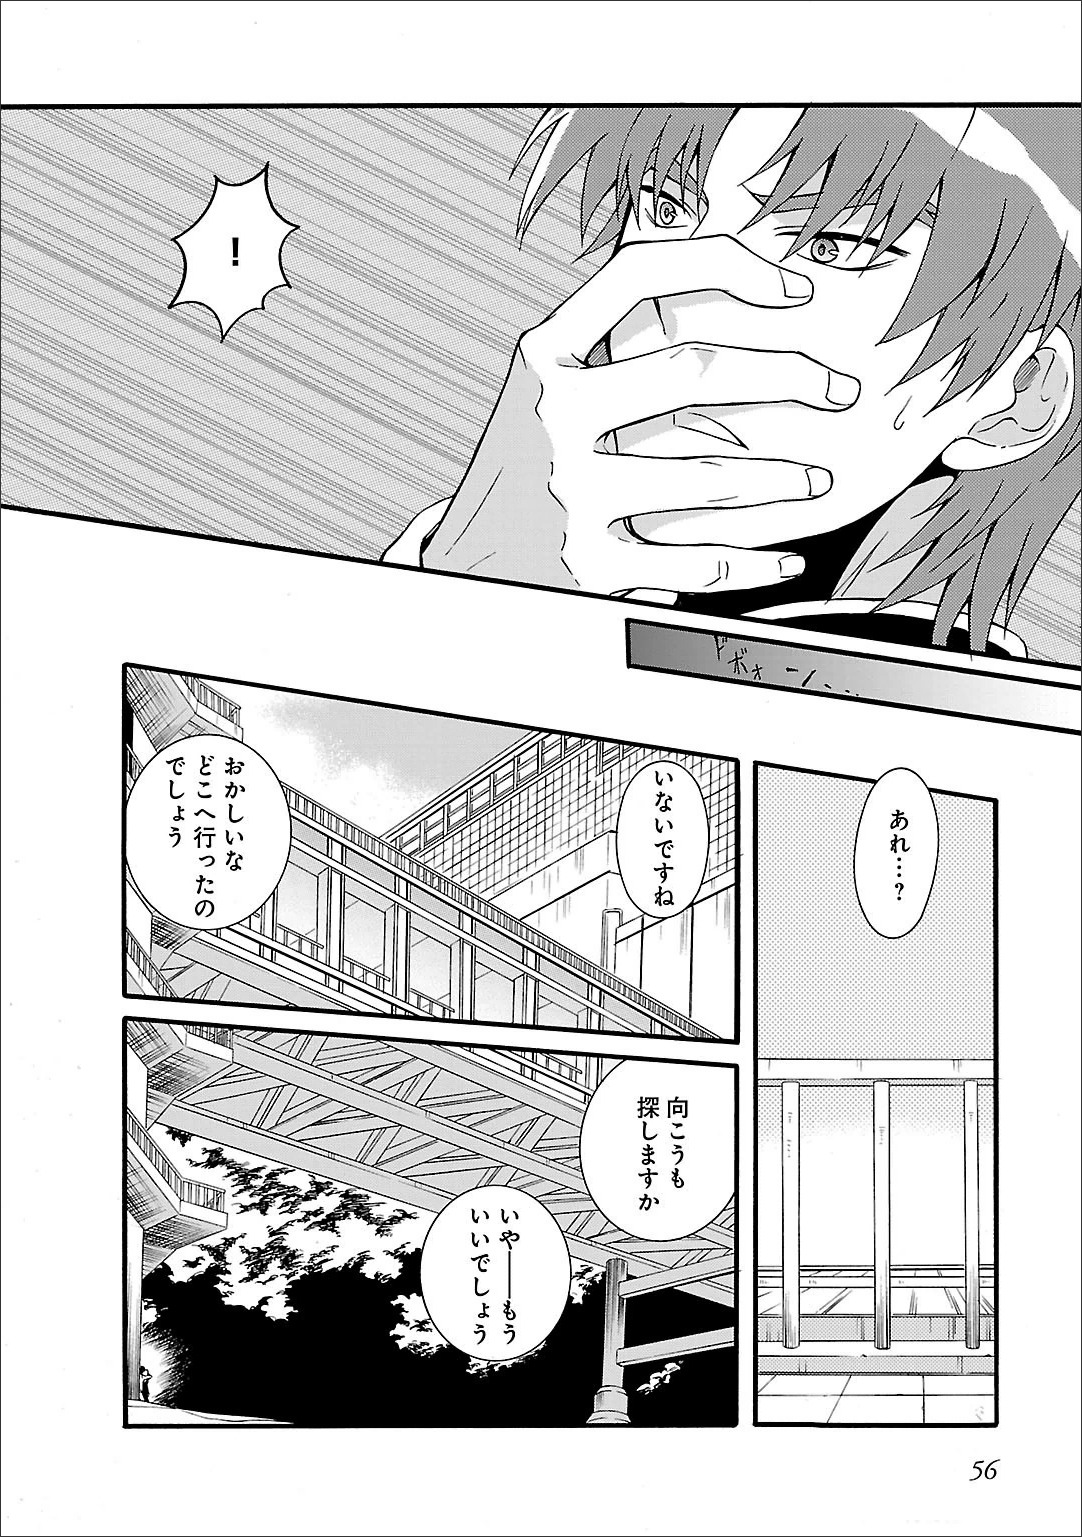 ！
ドボォーン…
あれ…？
いないですね
おかしいな
どこへ行ったの
でしょう
向こうも
探しますか
いや――もう
いいでしょう
56